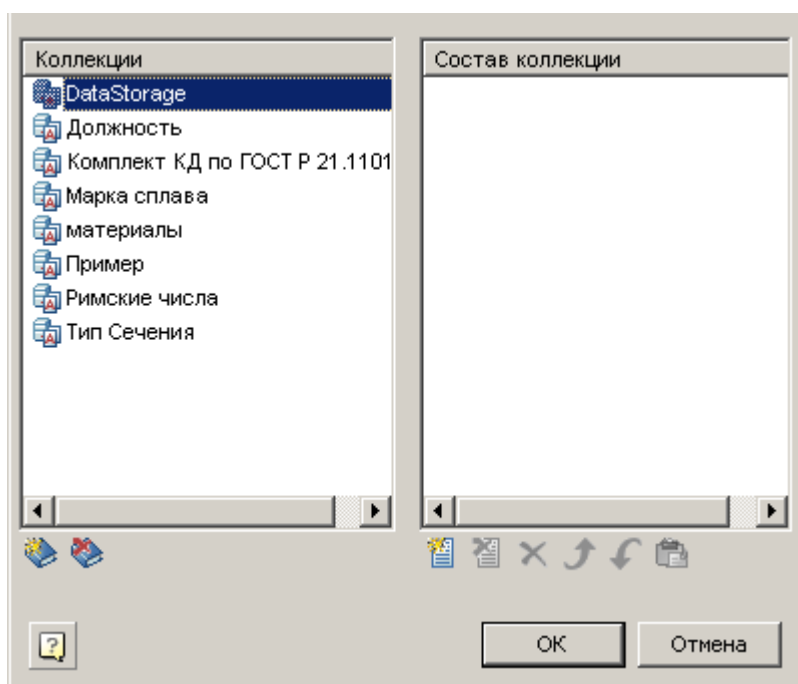 Коллекции
Состав коллекции
DataStorage
Должность
Комплект КД по ГОСТ Р 21.1101
Марка сплава
материалы
Пример
Римские числа
Тип Сечения
ОК
Отмена